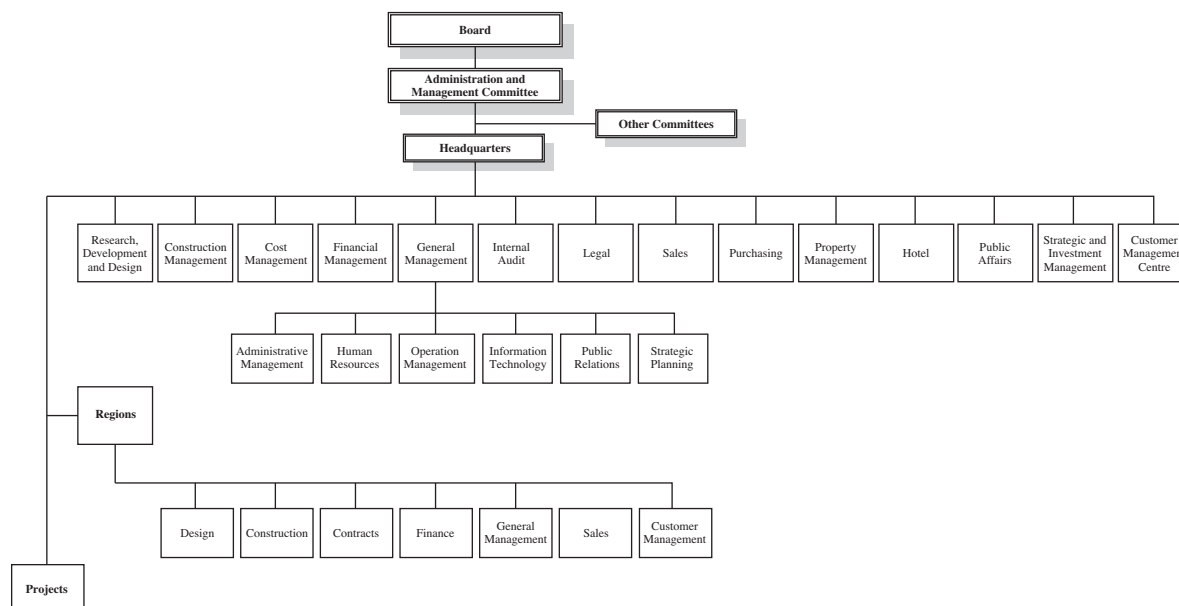 Board
Administration and
Management Committee
Other Committees
Headquarters
Research,
Development
and Design
Construction
Management
Cost
Management
Financial
Management
General
Management
Internal
Audit
Legal
Sales
Purchasing
Property
Management
Hotel
Public
Affairs
Strategic and
Investment
Management
Customer
Management
Centre
Administrative
Management
Human
Resources
Operation
Management
Information
Technology
Public
Relations
Strategic
Planning
Regions
Design
Construction
Contracts
Finance
General
Management
Sales
Customer
Management
Projects